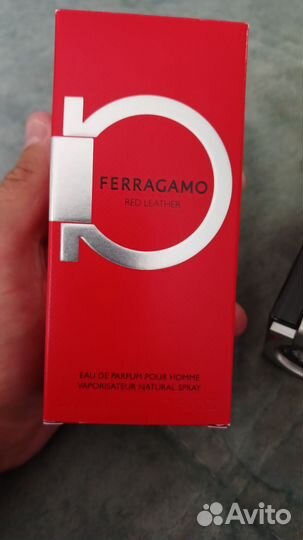 FERRAGAMO
RED LEATHER
EAU DE PARFUM POUR HOMME
VAPORISATEUR NATURAL SPRAY
Avito